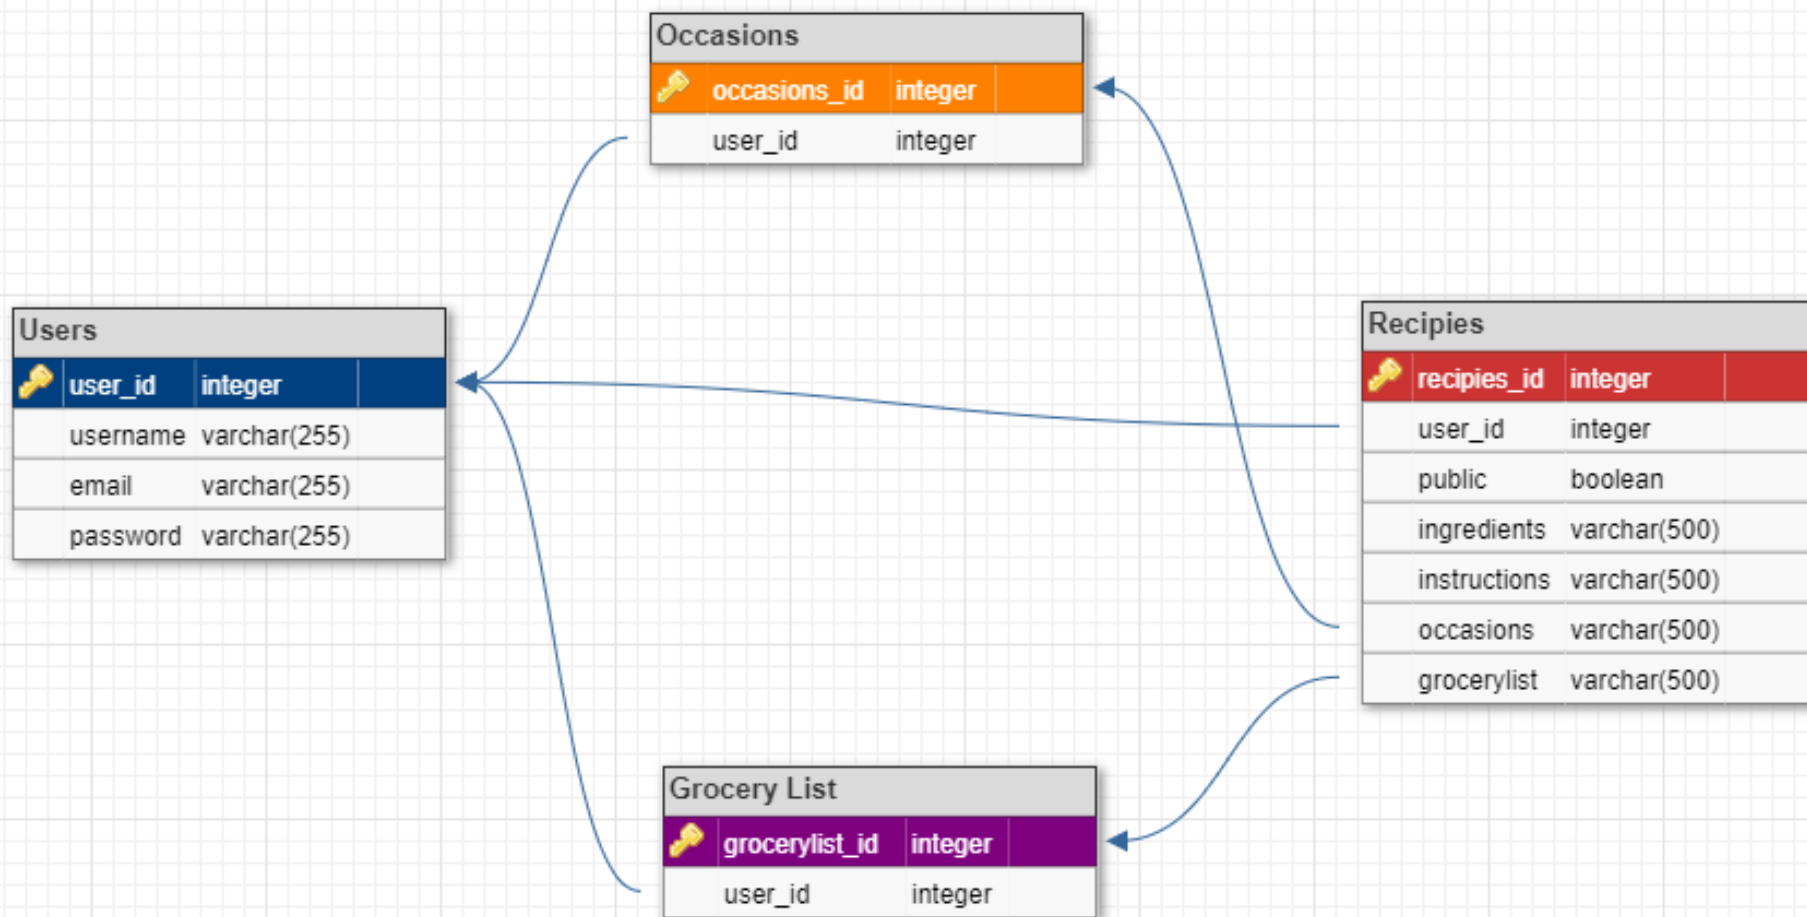 Occasions
occasions_id integer
user_id integer
Users
user_id integer
username varchar(255)
email varchar(255)
password varchar(255)
Recipies
recipies_id integer
user_id integer
public boolean
ingredients varchar(500)
instructions varchar(500)
occasions varchar(500)
grocerylist varchar(500)
Grocery List
grocerylist_id integer
user_id integer